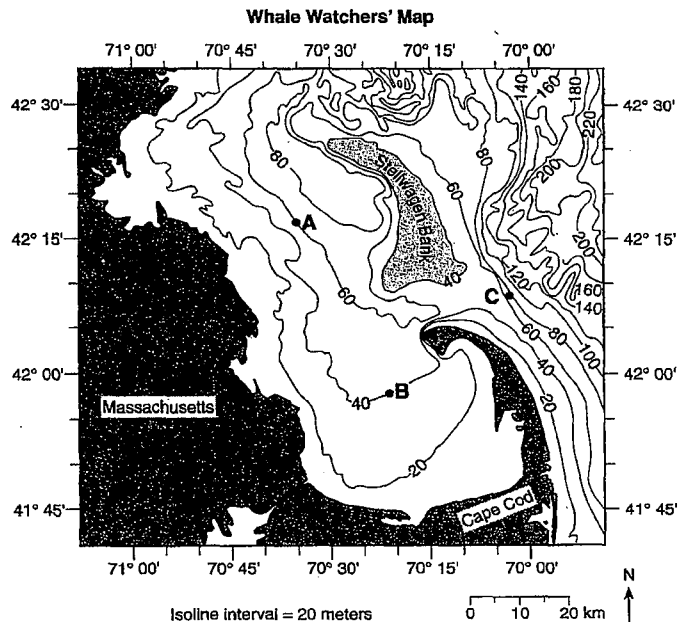 Whale Watchers' Map
71° 00' 70° 45' 70° 30' 70° 15' 70° 00'
42° 30' 42° 30'
140 160 180
220
80 80
200
Stellwagen Bank
60
A
42° 15' 42° 15'
200
40
120
160
C
140
60
60 80
100
40
42° 00' 42° 00'
B
40
20
Massachusetts
20
Cape Cod
41° 45' 41° 45'
71° 00' 70° 45' 70° 30' 70° 15' 70° 00'
N
Isoline interval = 20 meters
0 10 20 km